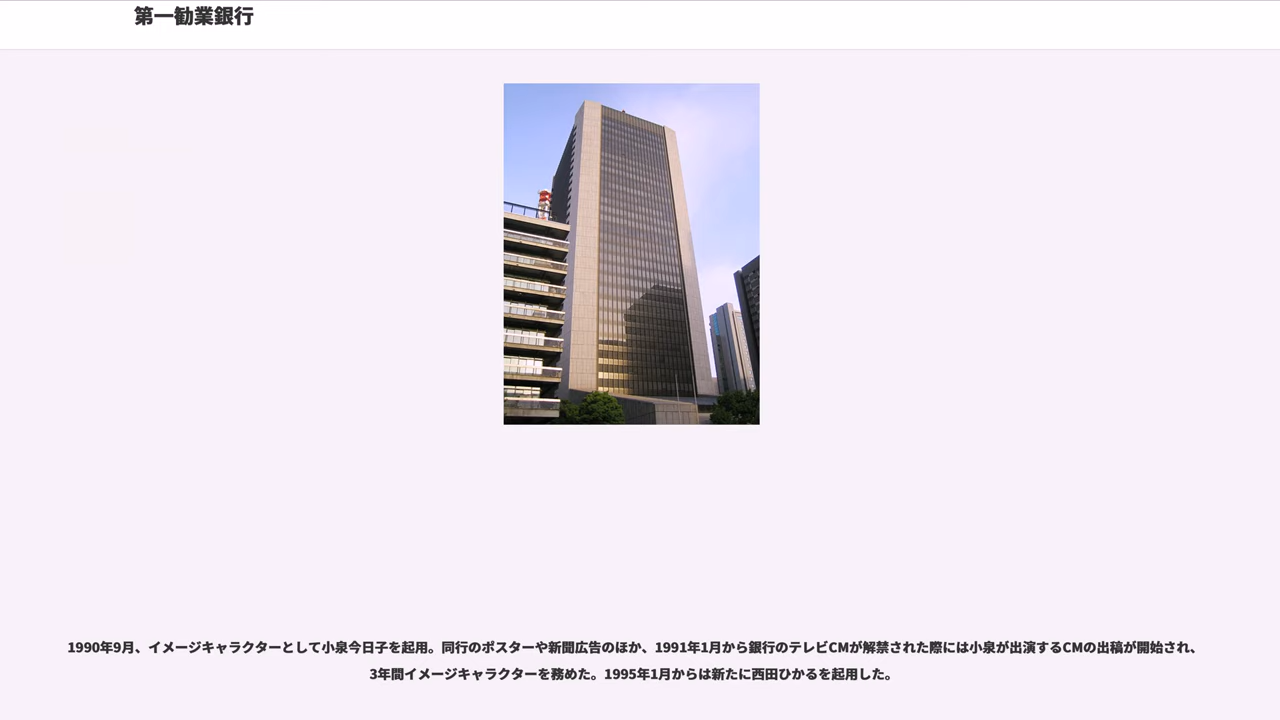 第一勧業銀行
1990年9月、イメージキャラクターとして小泉今日子を起用。同行のポスターや新聞広告のほか、1991年1月から銀行のテレビCMが解禁された際には小泉が出演するCMの出稿が開始され、
3年間イメージキャラクターを務めた。1995年1月からは新たに西田ひかるを起用した。